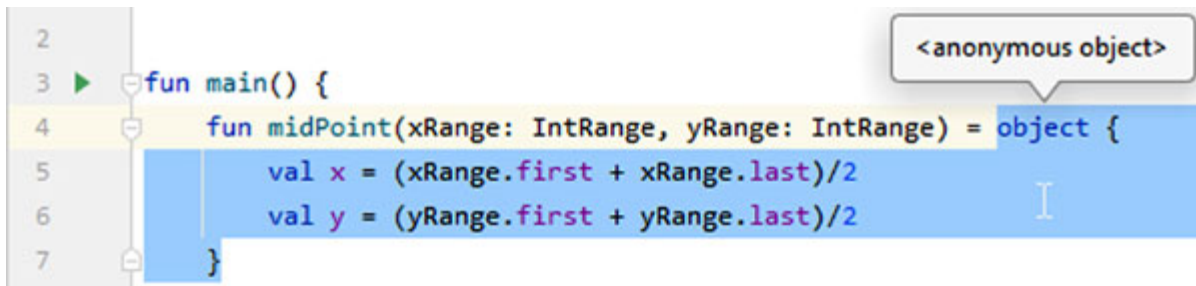 <anonymous object>
2
3 fun main() {
4 fun midPoint(xRange: IntRange, yRange: IntRange) = object {
5 val x = (xRange.first + xRange.last)/2
6 val y = (yRange.first + yRange.last)/2
7 }